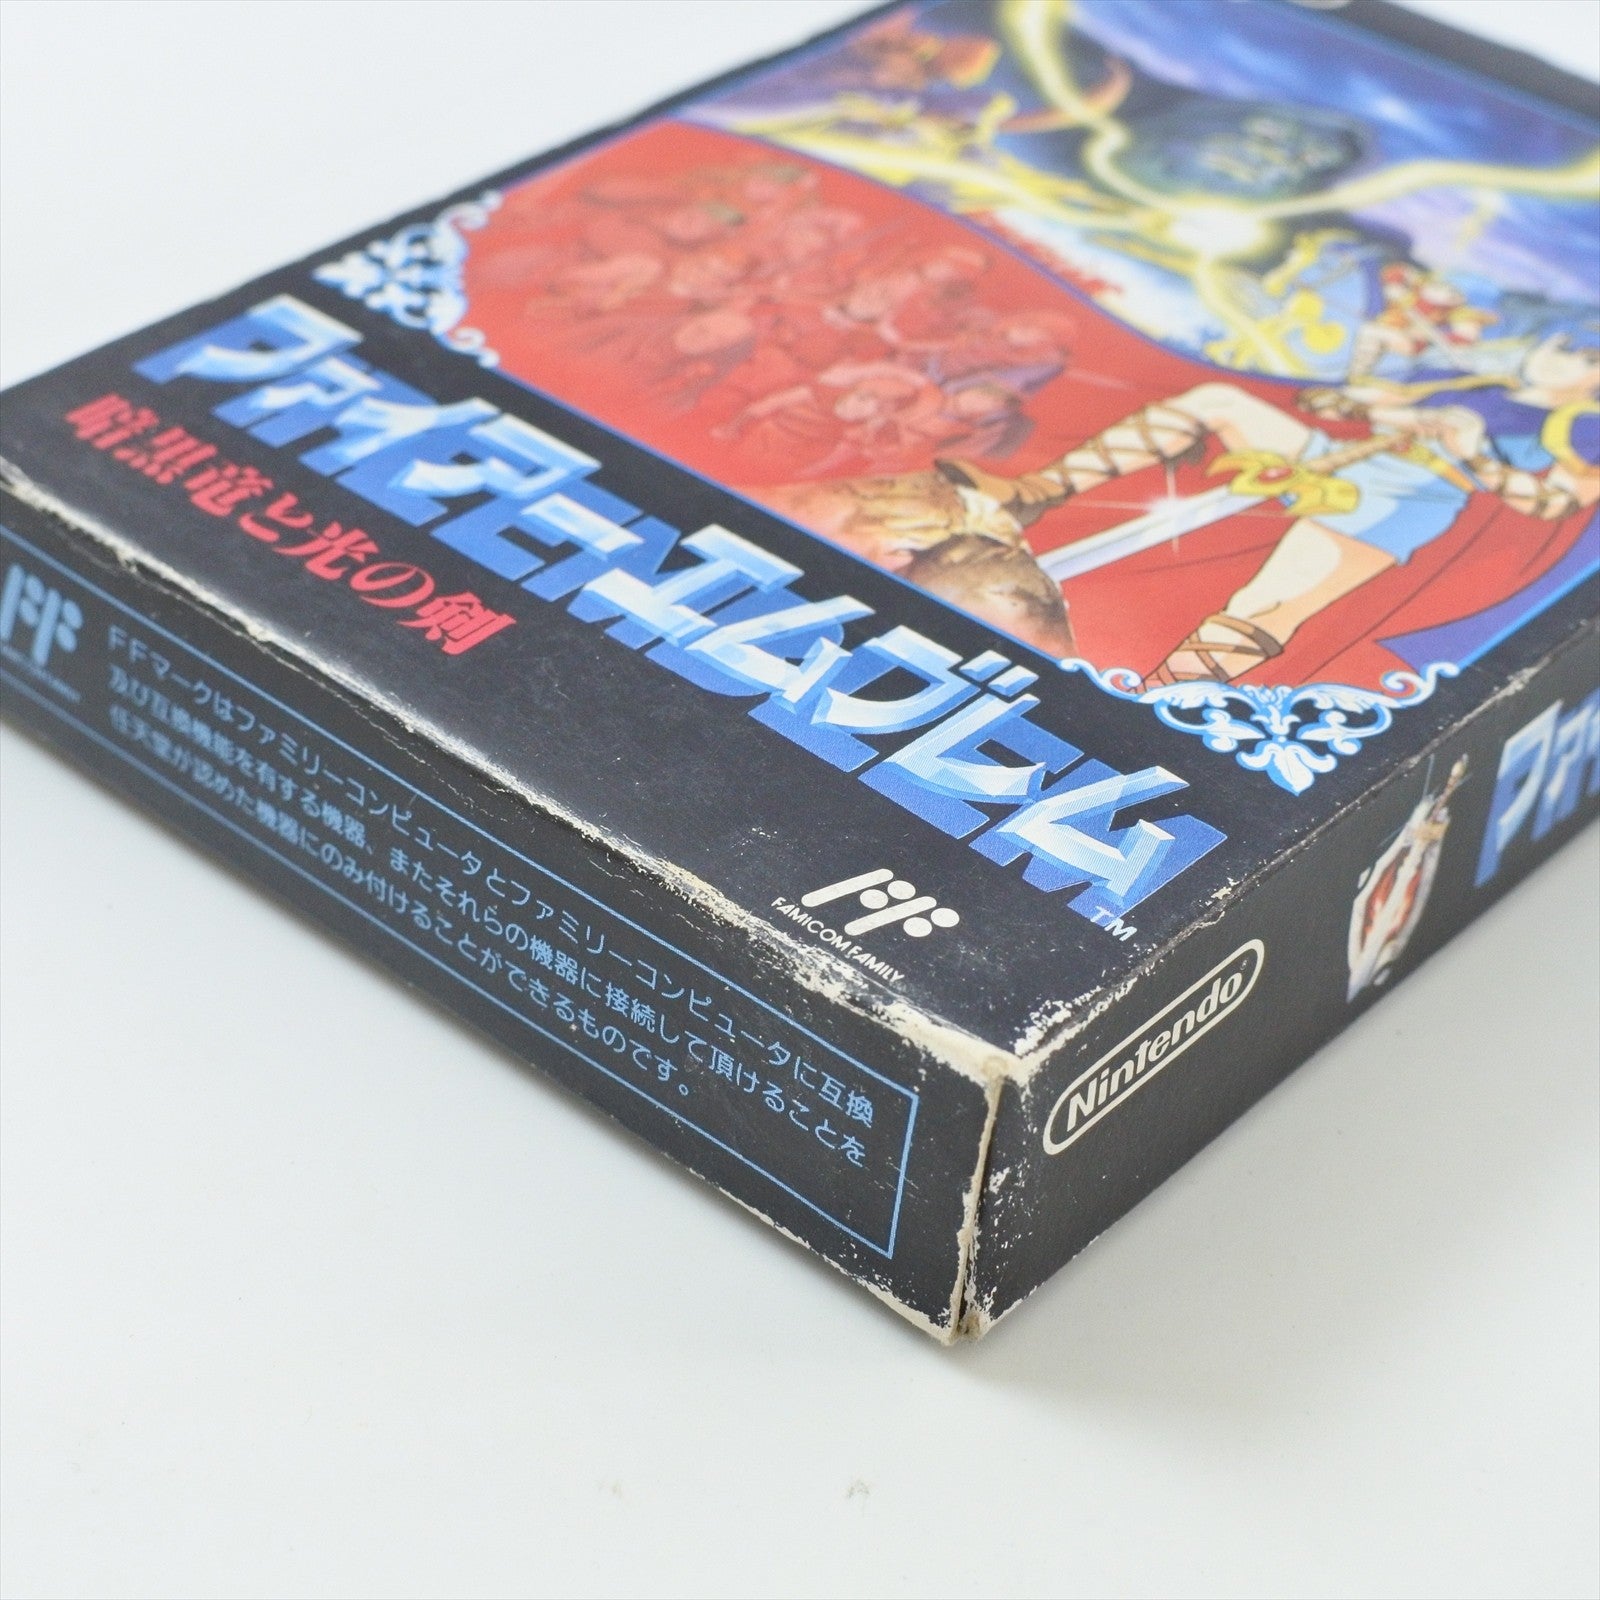 ファイアーエムブレム
FIRE EMBLEM
TM
暗黒竜と光の剣
FAMICOM FAMILY
FFマークはファミリーコンピュータとファミリーコンピュータに互換
及び互換機能を有する機器、またそれらの機器に接続して頂けることを
任天堂が認めた機器にのみ付けることができるものです。
Nintendo
ファイ